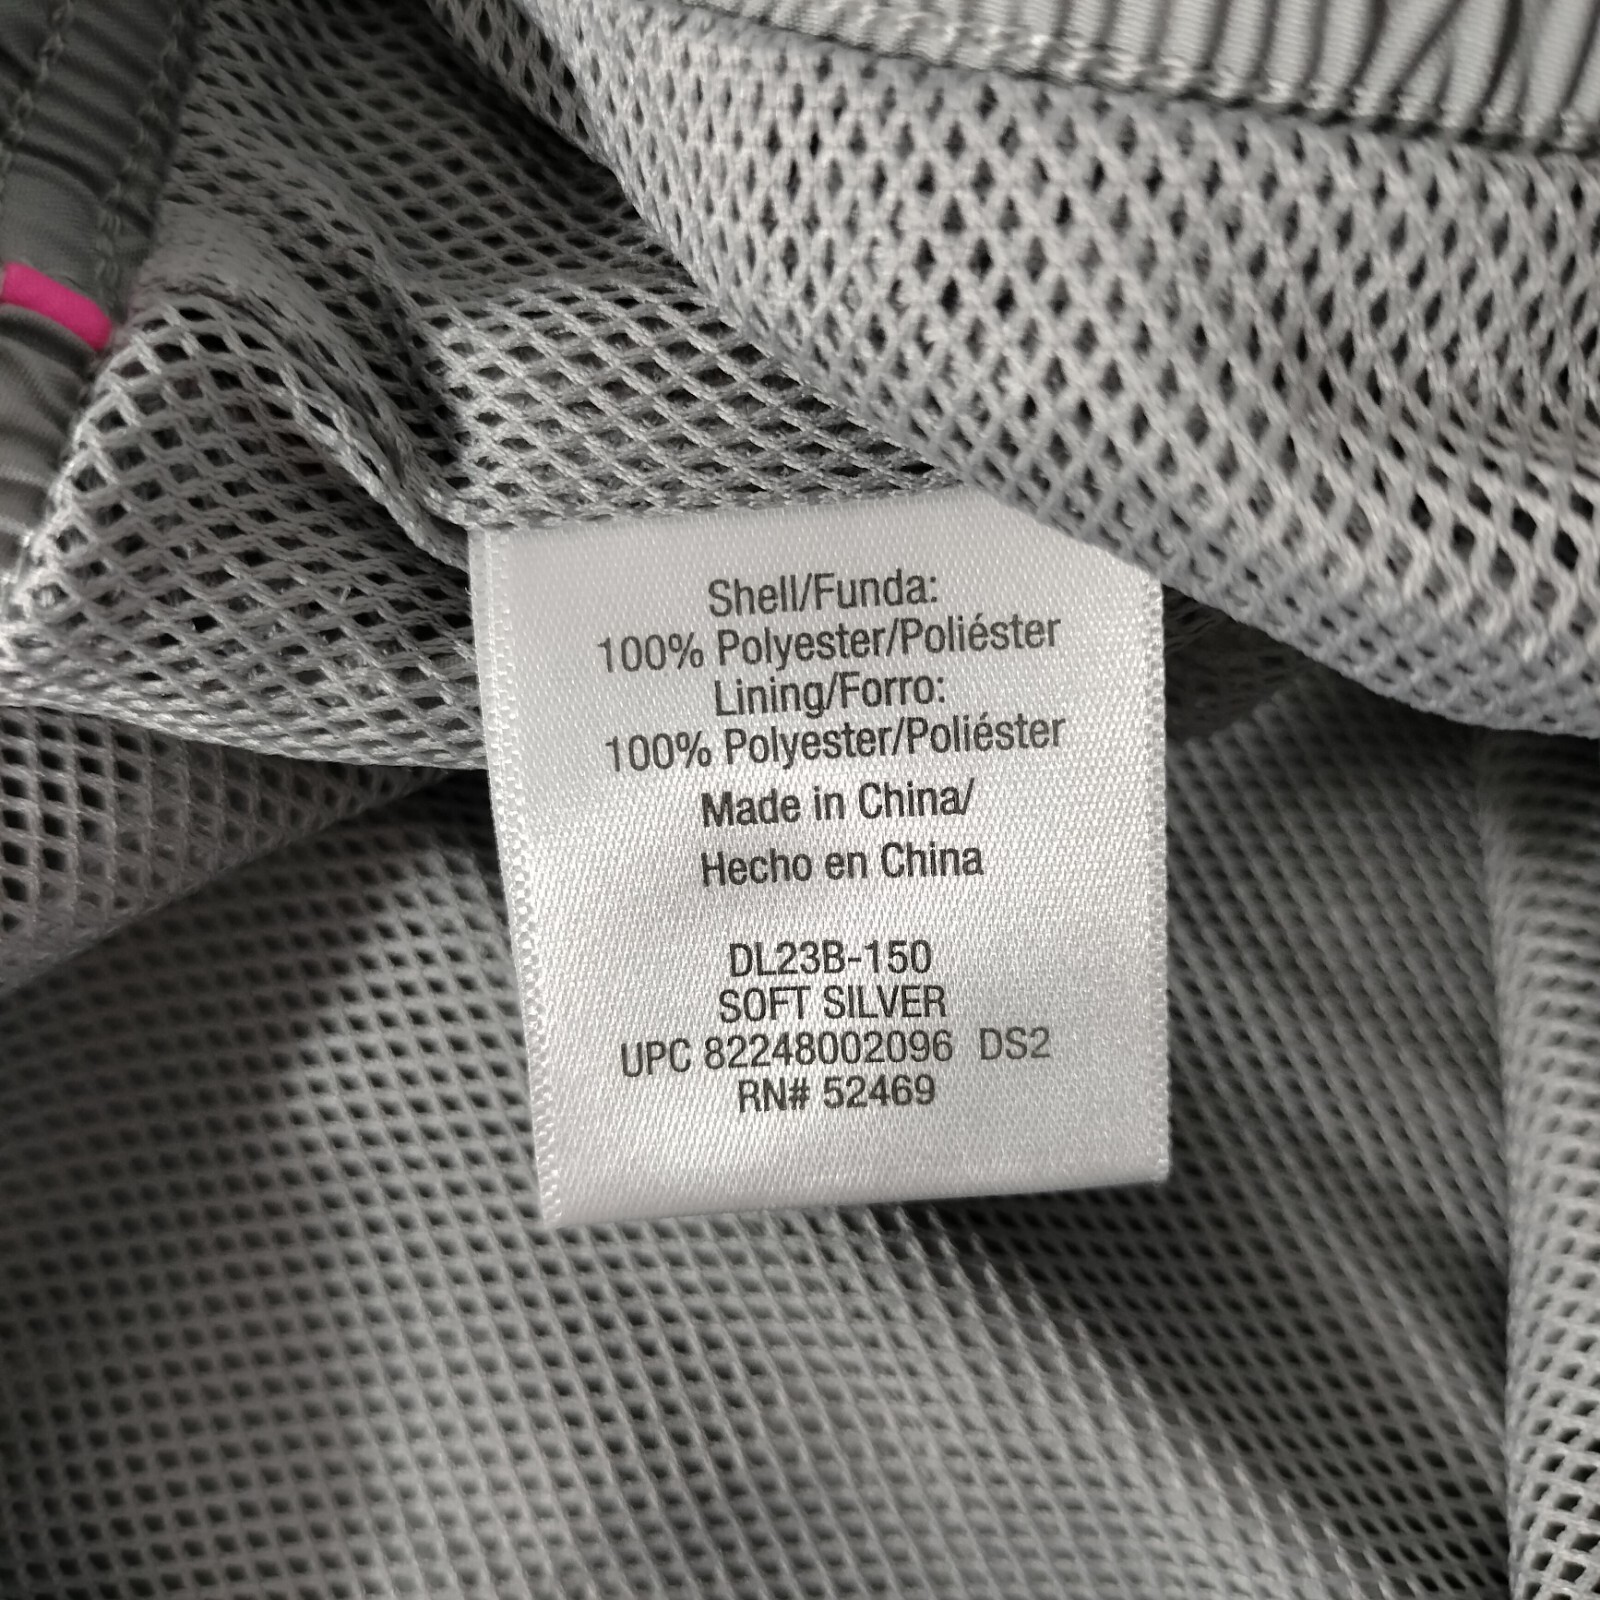 Shell/Funda:
100% Polyester/Poliéster
Lining/Forro:
100% Polyester/Poliéster
Made in China/
Hecho en China
DL23B-150
SOFT SILVER
UPC 82248002096 DS2
RN# 52469